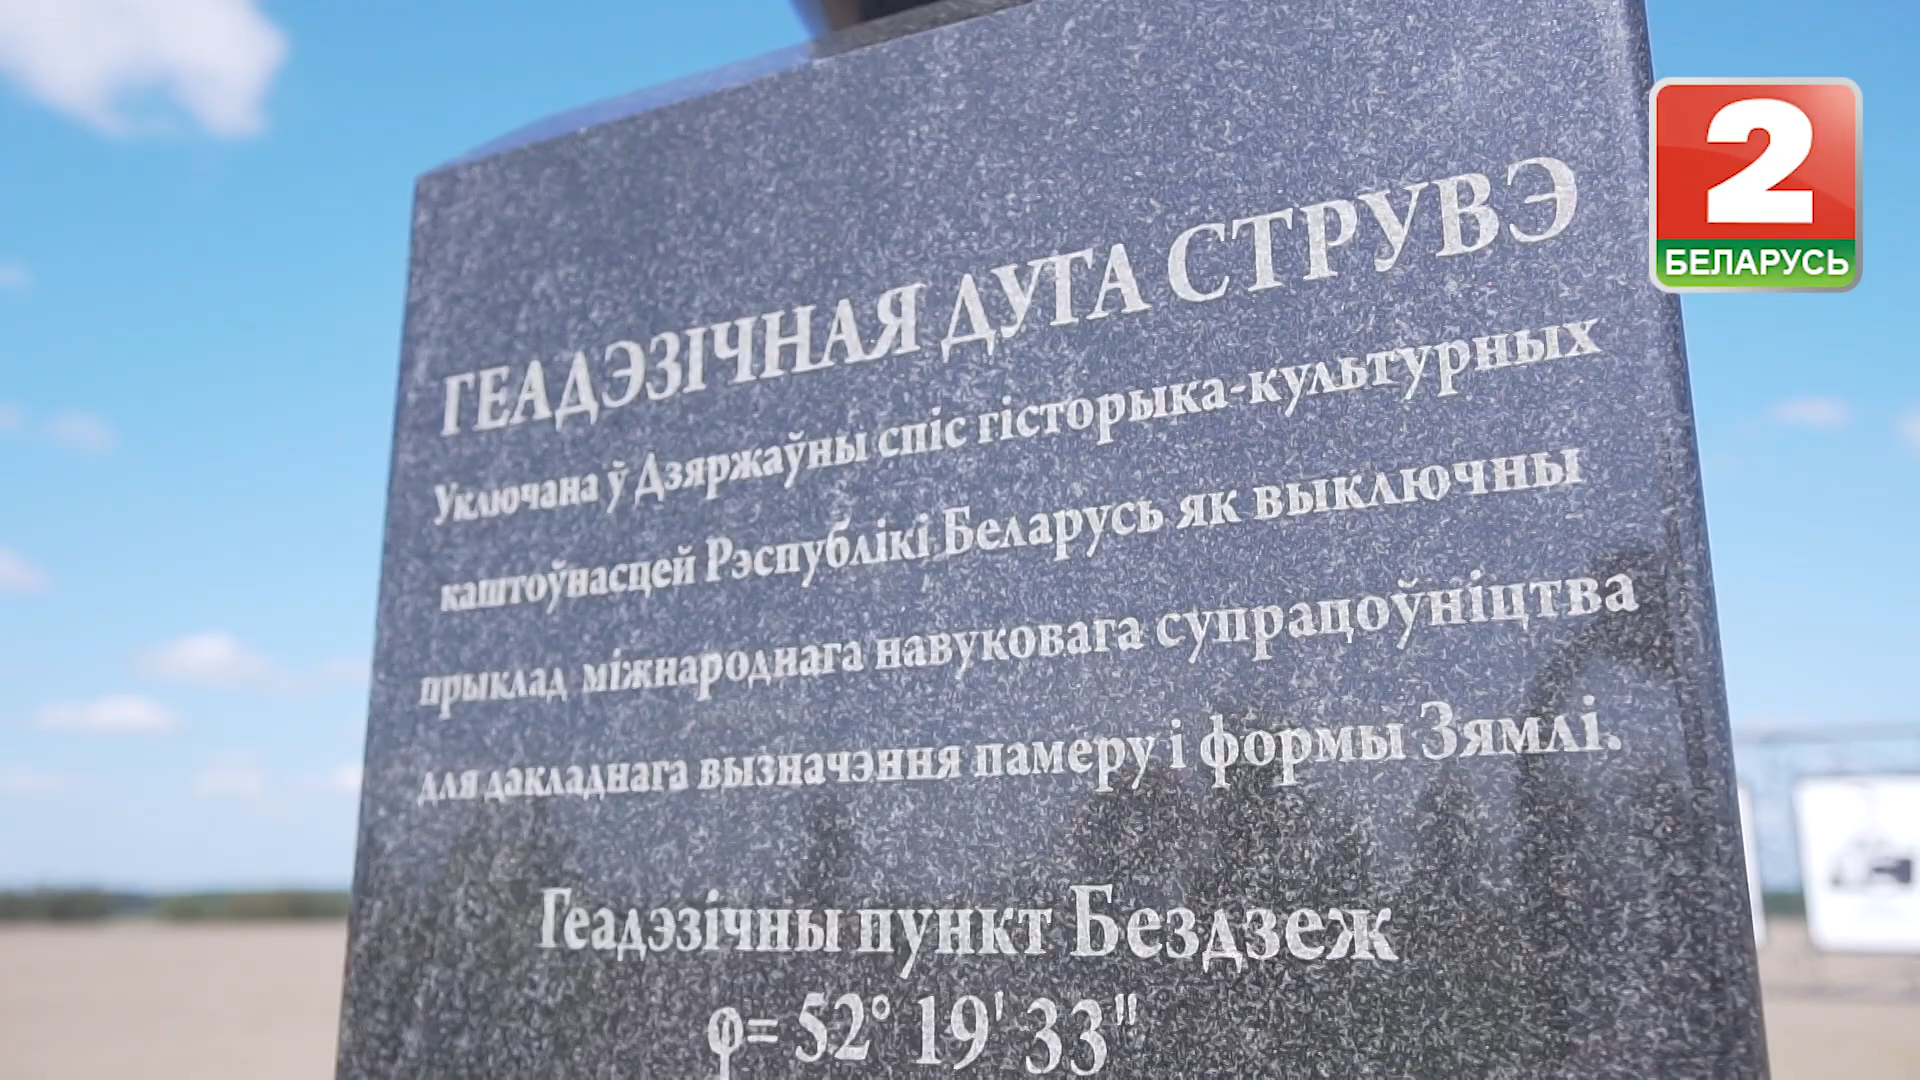 ГЕАДЭЗІЧНАЯ ДУГА СТРУВЭ
Уключана ў Дзяржаўны спіс гісторыка-культурных
каштоўнасцей Рэспублікі Беларусь як выключны
прыклад міжнароднага навуковага супрацоўніцтва
для дакладнага вызначэння памеру і формы Зямлі.
Геадэзічны пункт Бездзеж
φ= 52° 19' 33"
2
БЕЛАРУСЬ